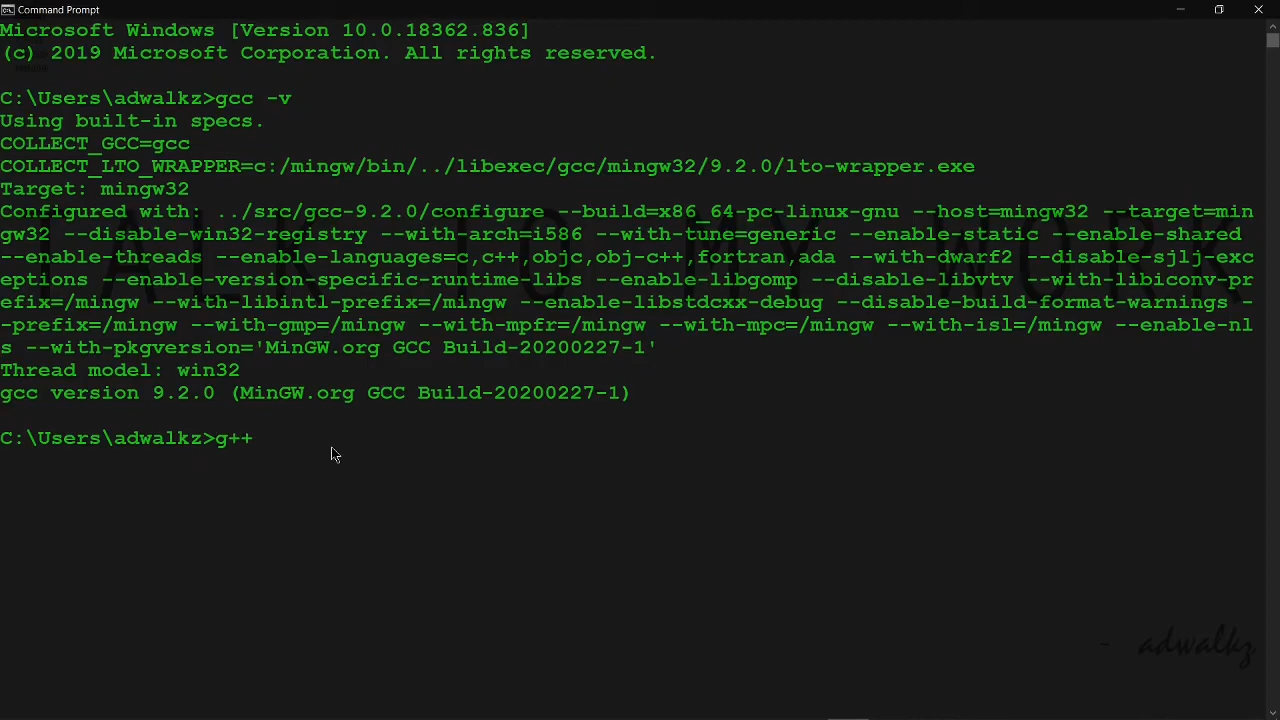 Command Prompt
Microsoft Windows [Version 10.0.18362.836]
(c) 2019 Microsoft Corporation. All rights reserved.
C:\Users\adwalkz>gcc -v
Using built-in specs.
COLLECT_GCC=gcc
COLLECT_LTO_WRAPPER=c:/mingw/bin/../libexec/gcc/mingw32/9.2.0/lto-wrapper.exe
Target: mingw32
Configured with: ../src/gcc-9.2.0/configure --build=x86_64-pc-linux-gnu --host=mingw32 --target=min
gw32 --disable-win32-registry --with-arch=i586 --with-tune=generic --enable-static --enable-shared
--enable-threads --enable-languages=c,c++,objc,obj-c++,fortran,ada --with-dwarf2 --disable-sjlj-exc
eptions --enable-version-specific-runtime-libs --enable-libgomp --disable-libvtv --with-libiconv-pr
efix=/mingw --with-libintl-prefix=/mingw --enable-libstdcxx-debug --disable-build-format-warnings -
-prefix=/mingw --with-gmp=/mingw --with-mpfr=/mingw --with-mpc=/mingw --with-isl=/mingw --enable-nl
s --with-pkgversion='MinGW.org GCC Build-20200227-1'
Thread model: win32
gcc version 9.2.0 (MinGW.org GCC Build-20200227-1)
C:\Users\adwalkz>g++
- adwalkz